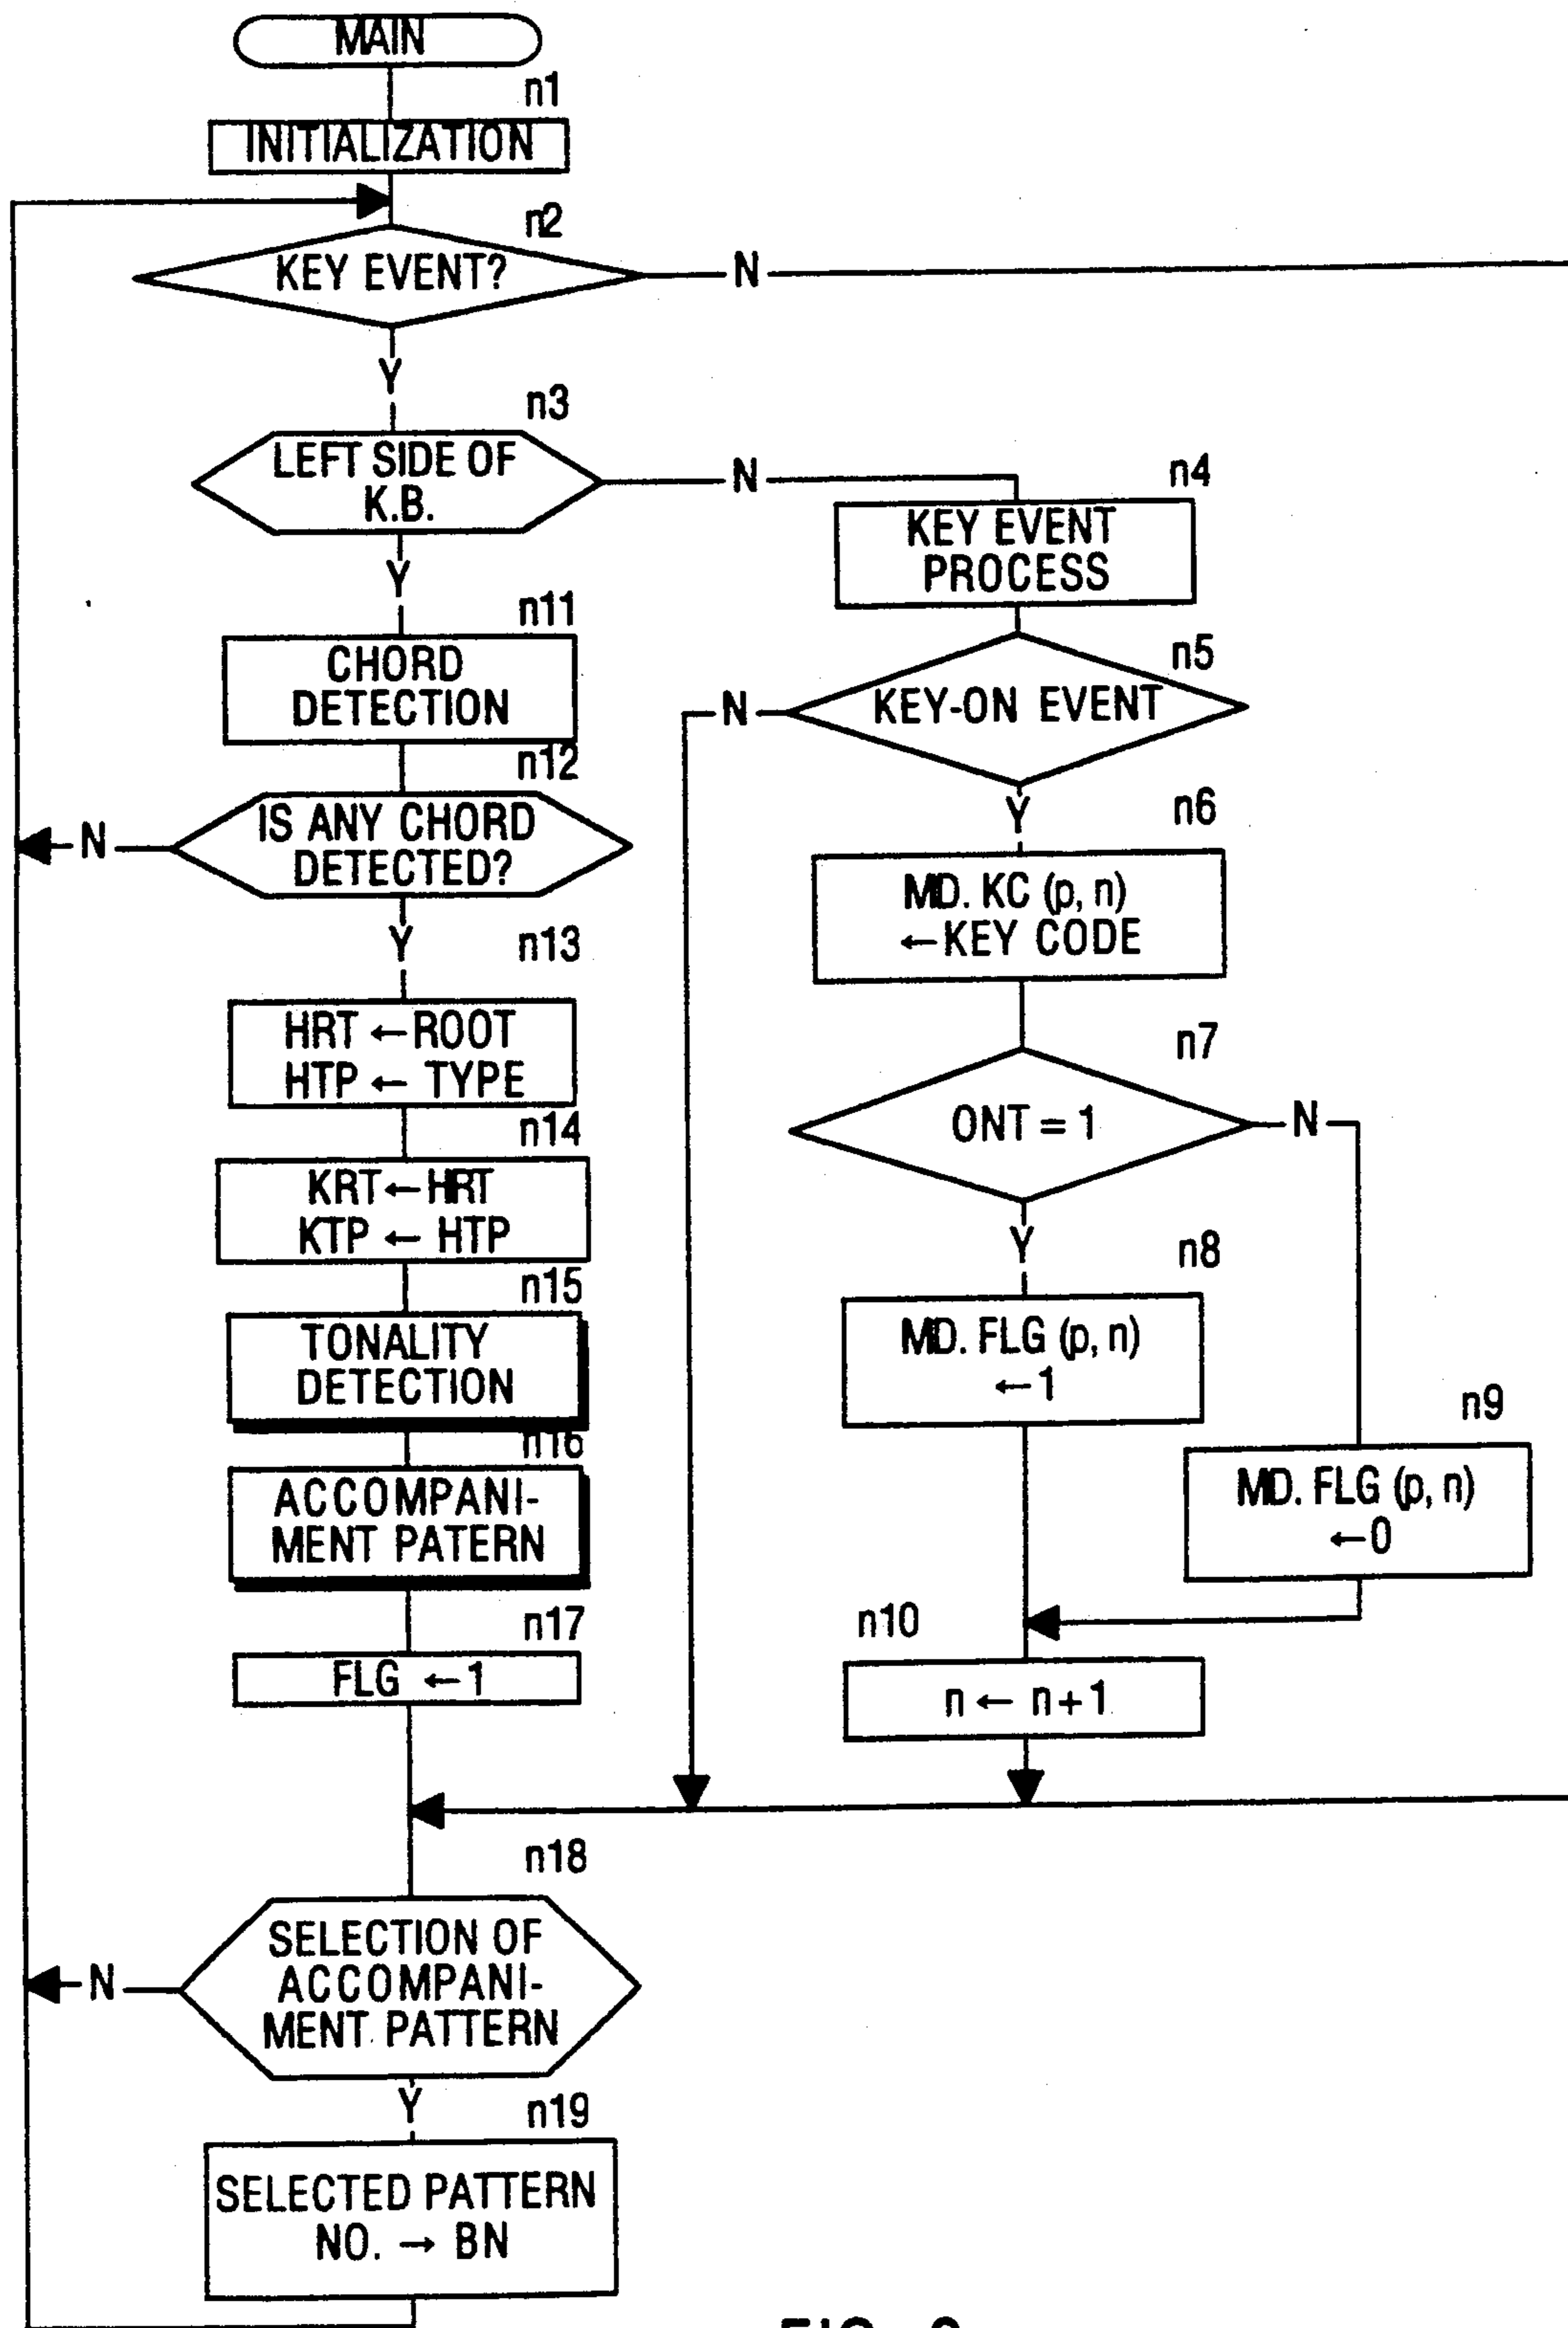 MAIN
n1
INITIALIZATION
n2
KEY EVENT?
N
Y
n3
LEFT SIDE OF
K.B.
N
Y
n4
KEY EVENT
PROCESS
n5
KEY-ON EVENT
N
Y
n6
MD. KC (p, n)
←KEY CODE
n7
ONT = 1
N
Y
n8
MD. FLG (p, n)
←1
n9
MD. FLG (p, n)
←0
n10
n ← n+1
n11
CHORD
DETECTION
n12
IS ANY CHORD
DETECTED?
N
Y
n13
HRT ←ROOT
HTP ← TYPE
n14
KRT←HRT
KTP ← HTP
n15
TONALITY
DETECTION
n16
ACCOMPANI-
MENT PATERN
n17
FLG ←1
n18
SELECTION OF
ACCOMPANI-
MENT PATTERN
N
Y
n19
SELECTED PATTERN
NO. → BN